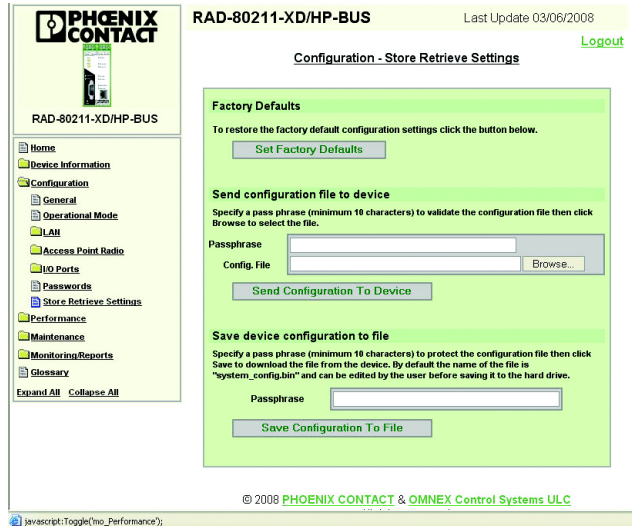 PHŒNIX
CONTACT
RAD-80211-XD/HP-BUS
Home
Device Information
Configuration
General
Operational Mode
LAN
Access Point Radio
I/O Ports
Passwords
Store Retrieve Settings
Performance
Maintenance
Monitoring/Reports
Glossary
Expand All Collapse All
RAD-80211-XD/HP-BUS Last Update 03/06/2008
Logout
Configuration - Store Retrieve Settings
Factory Defaults
To restore the factory default configuration settings click the button below.
Set Factory Defaults
Send configuration file to device
Specify a pass phrase (minimum 10 characters) to validate the configuration file then click
Browse to select the file.
Passphrase
Config. File Browse...
Send Configuration To Device
Save device configuration to file
Specify a pass phrase (minimum 10 characters) to protect the configuration file then click
Save to download the file from the device. By default the name of the file is
"system_config.bin" and can be edited by the user before saving it to the hard drive.
Passphrase
Save Configuration To File
© 2008 PHOENIX CONTACT & OMNEX Control Systems ULC
javascript:Toggle('mo_Performance');